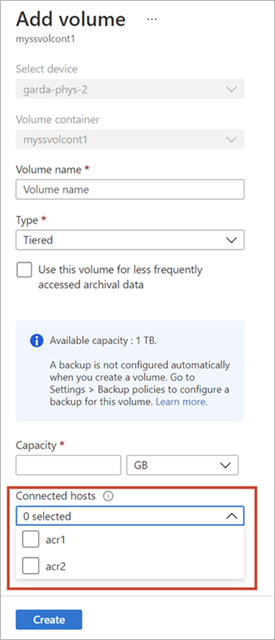 Add volume ...
myssvolcont1
Select device
garda-phys-2
Volume container
myssvolcont1
Volume name *
Volume name
Type *
Tiered
Use this volume for less frequently
accessed archival data
Available capacity : 1 TB.
A backup is not configured automatically
when you create a volume. Go to
Settings > Backup policies to configure a
backup for this volume. Learn more.
Capacity *
GB
Connected hosts
0 selected
acr1
acr2
Create